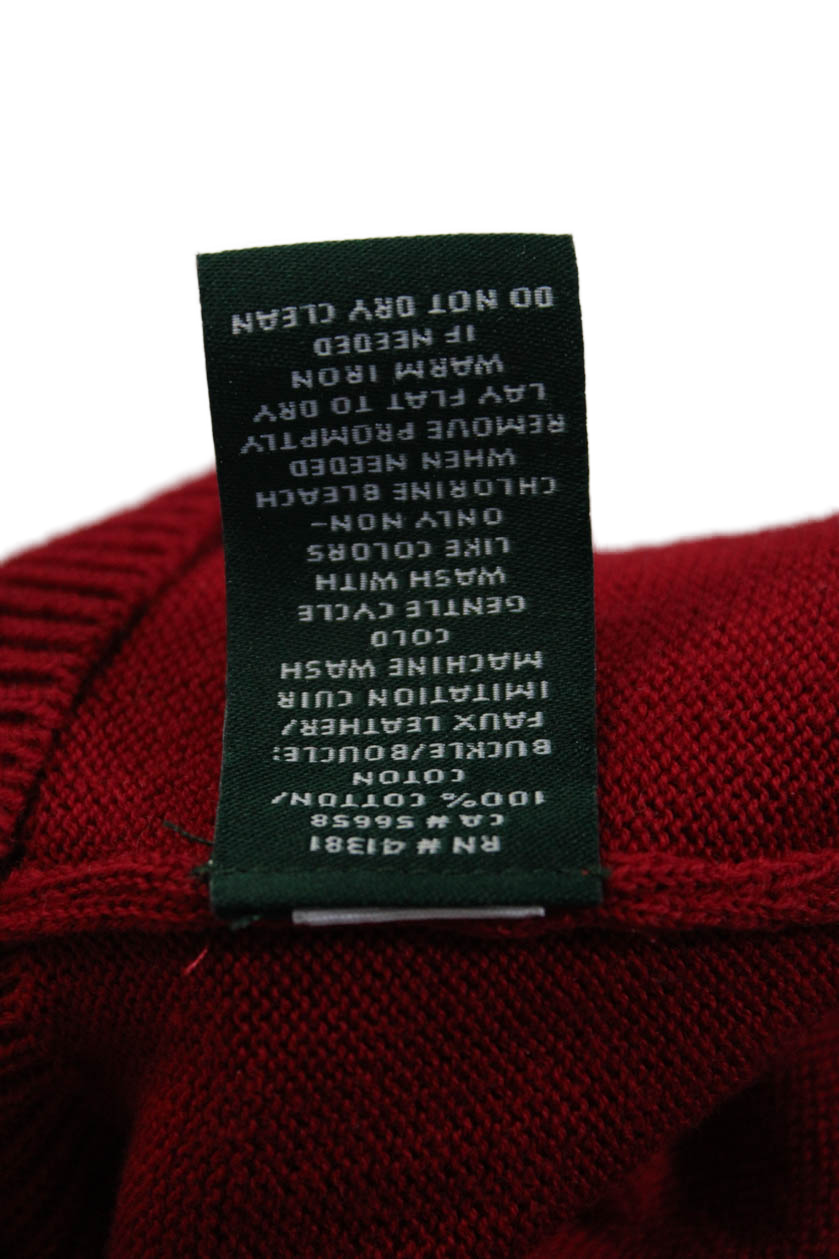 RN # 41381
CA # 56658
100% COTTON/
COTON
BUCKLE/BOUCLE:
FAUX LEATHER/
IMITATION CUIR
MACHINE WASH
COLD
GENTLE CYCLE
WASH WITH
LIKE COLORS
ONLY NON-
CHLORINE BLEACH
WHEN NEEDED
REMOVE PROMPTLY
LAY FLAT TO DRY
WARM IRON
IF NEEDED
DO NOT DRY CLEAN